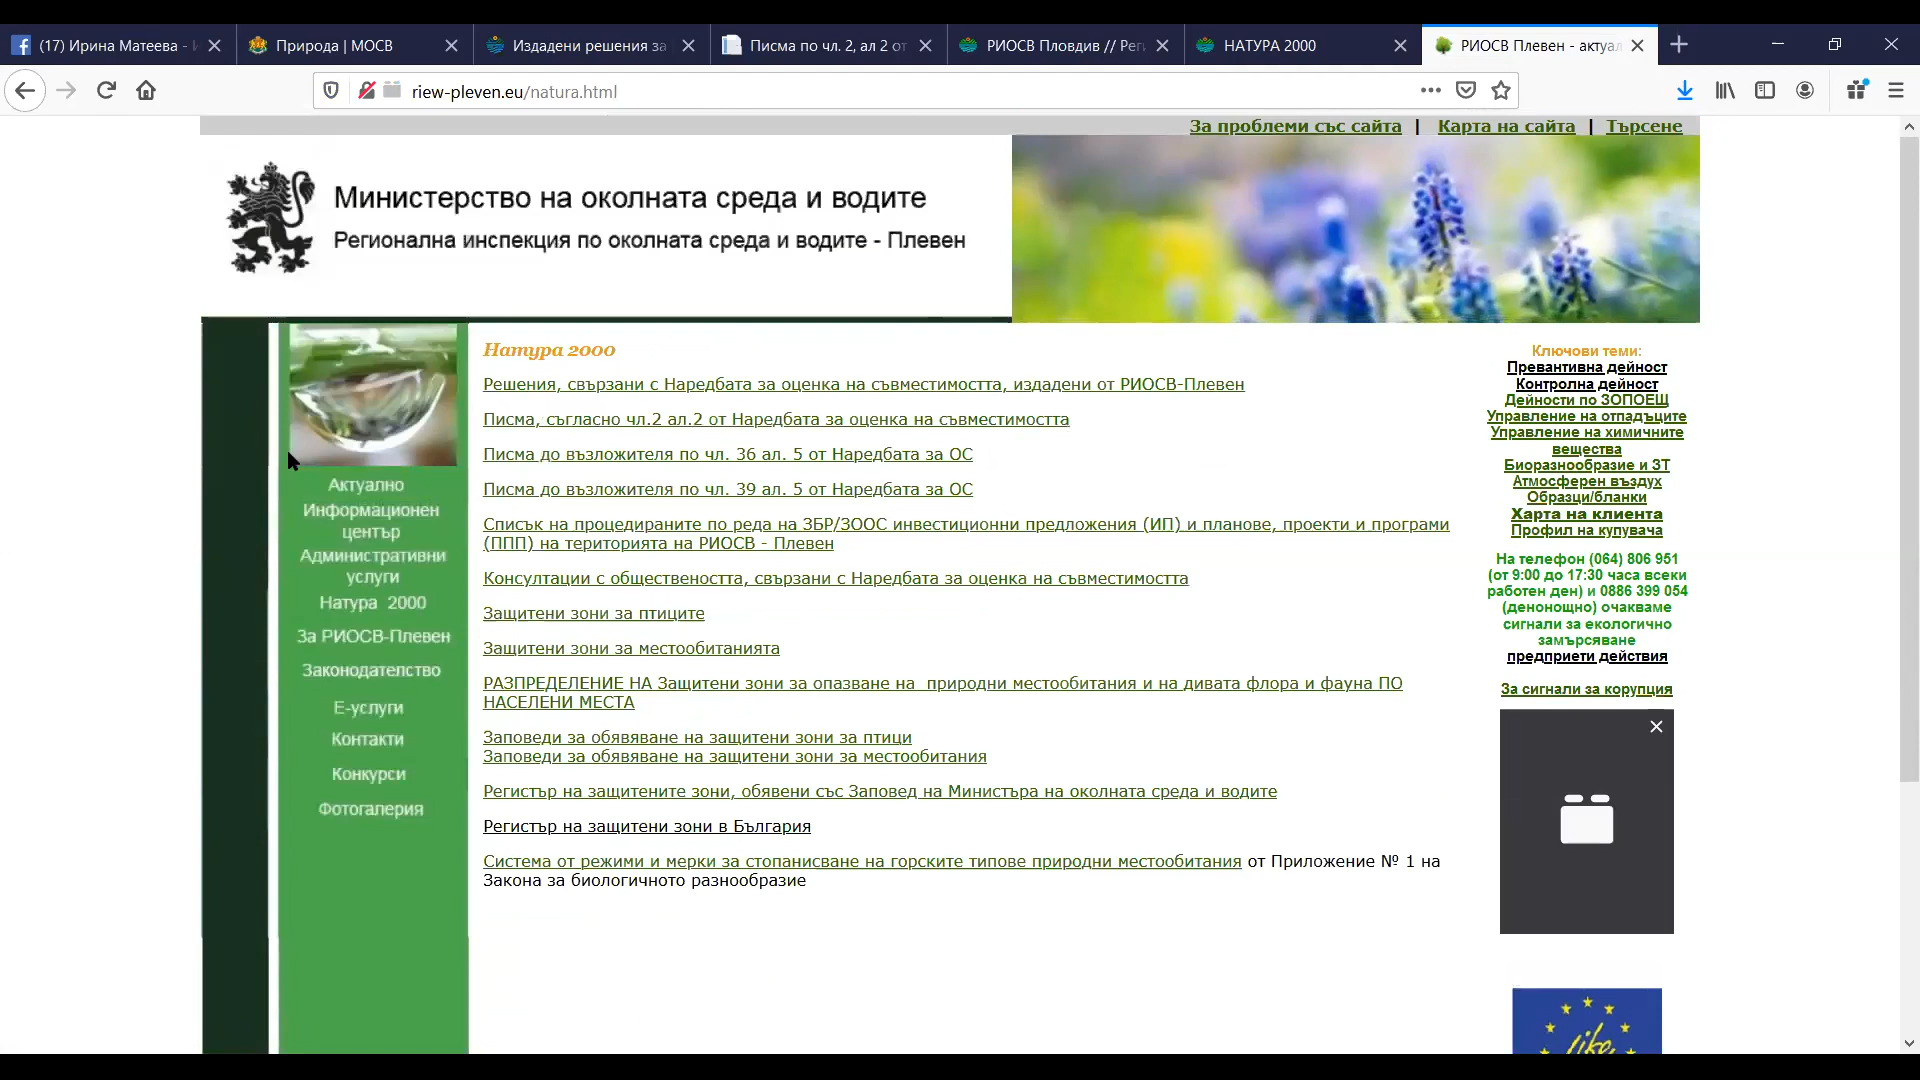 (17) Ирина Матеева -
Природа | МОСВ
Издадени решения за
Писма по чл. 2, ал 2 от
РИОСВ Пловдив // Рег
НАТУРА 2000
РИОСВ Плевен - актуал
riew-pleven.eu/natura.html
За проблеми със сайта | Карта на сайта | Търсене
Министерство на околната среда и водите
Регионална инспекция по околната среда и водите - Плевен
Актуално
Информационен
център
Административни
услуги
Натура 2000
За РИОСВ-Плевен
Законодателство
Е-услуги
Контакти
Конкурси
Фотогалерия
Натура 2000
Решения, свързани с Наредбата за оценка на съвместимостта, издадени от РИОСВ-Плевен
Писма, съгласно чл.2 ал.2 от Наредбата за оценка на съвместимостта
Писма до възложителя по чл. 36 ал. 5 от Наредбата за ОС
Писма до възложителя по чл. 39 ал. 5 от Наредбата за ОС
Списък на процедираните по реда на ЗБР/ЗООС инвестиционни предложения (ИП) и планове, проекти и програми
(ППП) на територията на РИОСВ - Плевен
Консултации с обществеността, свързани с Наредбата за оценка на съвместимостта
Защитени зони за птиците
Защитени зони за местообитанията
РАЗПРЕДЕЛЕНИЕ НА Защитени зони за опазване на природни местообитания и на дивата флора и фауна ПО
НАСЕЛЕНИ МЕСТА
Заповеди за обявяване на защитени зони за птици
Заповеди за обявяване на защитени зони за местообитания
Регистър на защитените зони, обявени със Заповед на Министъра на околната среда и водите
Регистър на защитени зони в България
Система от режими и мерки за стопанисване на горските типове природни местообитания от Приложение № 1 на
Закона за биологичното разнообразие
Ключови теми:
Превантивна дейност
Контролна дейност
Дейности по ЗОПОЕЩ
Управление на отпадъците
Управление на химичните
вещества
Биоразнообразие и ЗТ
Атмосферен въздух
Образци/бланки
Харта на клиента
Профил на купувача
На телефон (064) 806 951
(от 9:00 до 17:30 часа всеки
работен ден) и 0886 399 054
(денонощно) очакваме
сигнали за екологично
замърсяване
предприети действия
За сигнали за корупция